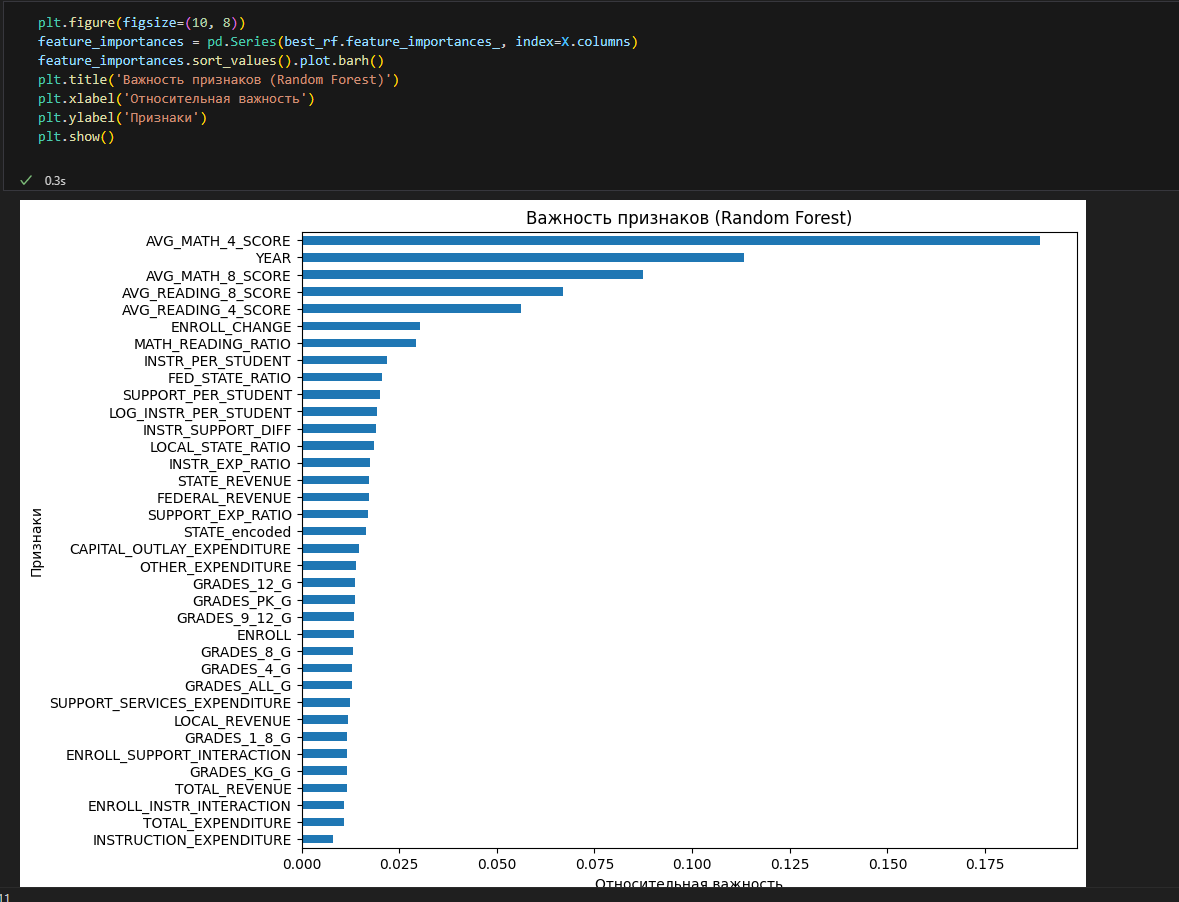 plt.figure(figsize=(10, 8))
feature_importances = pd.Series(best_rf.feature_importances_, index=X.columns)
feature_importances.sort_values().plot.barh()
plt.title('Важность признаков (Random Forest)')
plt.xlabel('Относительная важность')
plt.ylabel('Признаки')
plt.show()
0.3s
Важность признаков (Random Forest)
AVG_MATH_4_SCORE
YEAR
AVG_MATH_8_SCORE
AVG_READING_8_SCORE
AVG_READING_4_SCORE
ENROLL_CHANGE
MATH_READING_RATIO
INSTR_PER_STUDENT
FED_STATE_RATIO
SUPPORT_PER_STUDENT
LOG_INSTR_PER_STUDENT
INSTR_SUPPORT_DIFF
LOCAL_STATE_RATIO
INSTR_EXP_RATIO
STATE_REVENUE
FEDERAL_REVENUE
SUPPORT_EXP_RATIO
STATE_encoded
CAPITAL_OUTLAY_EXPENDITURE
OTHER_EXPENDITURE
GRADES_12_G
GRADES_PK_G
GRADES_9_12_G
ENROLL
GRADES_8_G
GRADES_4_G
GRADES_ALL_G
SUPPORT_SERVICES_EXPENDITURE
LOCAL_REVENUE
GRADES_1_8_G
ENROLL_SUPPORT_INTERACTION
GRADES_KG_G
TOTAL_REVENUE
ENROLL_INSTR_INTERACTION
TOTAL_EXPENDITURE
INSTRUCTION_EXPENDITURE
Признаки
0.000 0.025 0.050 0.075 0.100 0.125 0.150 0.175
Относительная важность